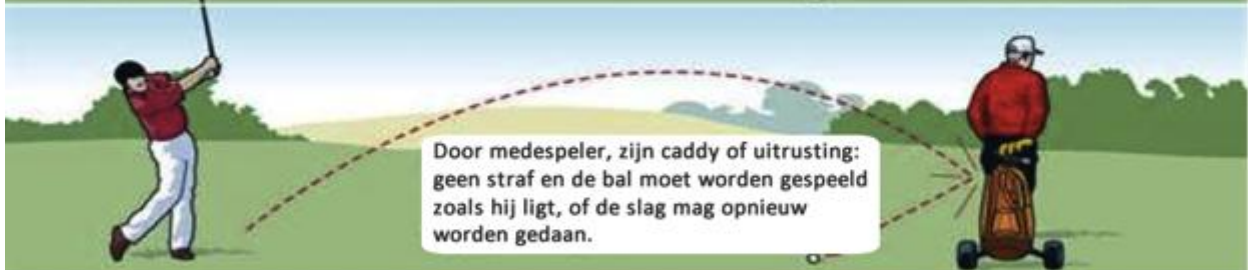 Door medespeler, zijn caddy of uitrusting:
geen straf en de bal moet worden gespeeld
zoals hij ligt, of de slag mag opnieuw
worden gedaan.